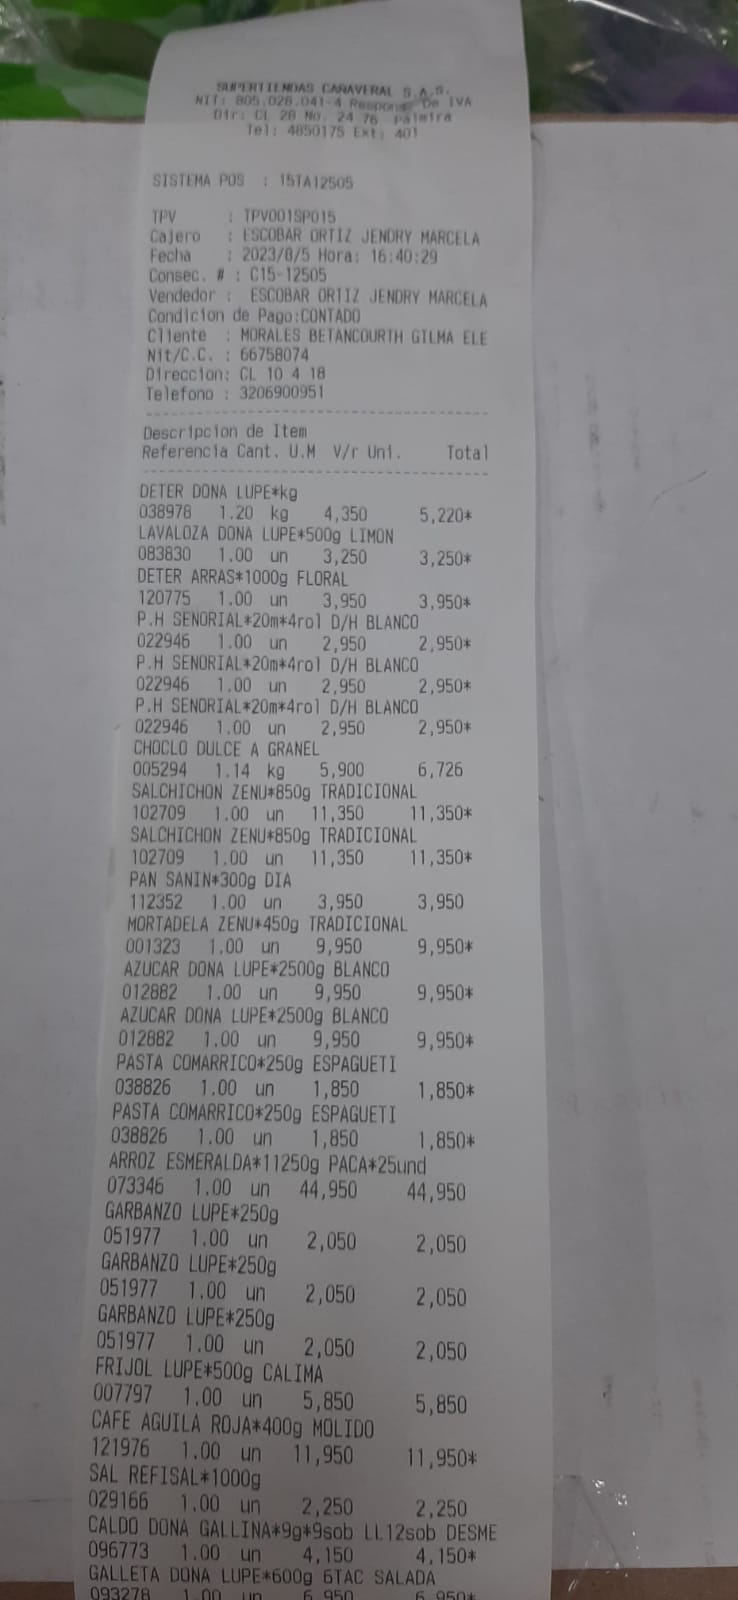 SUPERTIENDAS CAÑAVERAL S.A.S.
NIT: 805.028.041-4 Respons De IVA
Dir: CL 28 No. 24 76 Palmira
Tel: 4850175 Ext: 401
SISTEMA POS : 15TA12505
TPV : TPV001SP015
Cajero : ESCOBAR ORTIZ JENDRY MARCELA
Fecha : 2023/8/5 Hora: 16:40:29
Consec. # : C15-12505
Vendedor : ESCOBAR ORTIZ JENDRY MARCELA
Condicion de Pago:CONTADO
Cliente : MORALES BETANCOURTH GILMA ELE
Nit/C.C. : 66758074
Direccion: CL 10 4 18
Telefono : 3206900951
Descripcion de Item
Referencia Cant. U.M V/r Uni. Total
DETER DONA LUPE*kg
038978 1.20 kg 4,350 5,220*
LAVALOZA DONA LUPE*500g LIMON
083830 1.00 un 3,250 3,250*
DETER ARRAS*1000g FLORAL
120775 1.00 un 3,950 3,950*
P.H SENORIAL*20m*4rol D/H BLANCO
022946 1.00 un 2,950 2,950*
P.H SENORIAL*20m*4rol D/H BLANCO
022946 1.00 un 2,950 2,950*
P.H SENORIAL*20m*4rol D/H BLANCO
022946 1.00 un 2,950 2,950*
CHOCLO DULCE A GRANEL
005294 1.14 kg 5,900 6,726
SALCHICHON ZENU*850g TRADICIONAL
102709 1.00 un 11,350 11,350*
SALCHICHON ZENU*850g TRADICIONAL
102709 1.00 un 11,350 11,350*
PAN SANIN*300g DIA
112352 1.00 un 3,950 3,950
MORTADELA ZENU*450g TRADICIONAL
001323 1.00 un 9,950 9,950*
AZUCAR DONA LUPE*2500g BLANCO
012882 1.00 un 9,950 9,950*
AZUCAR DONA LUPE*2500g BLANCO
012882 1.00 un 9,950 9,950*
PASTA COMARRICO*250g ESPAGUETI
038826 1.00 un 1,850 1,850*
PASTA COMARRICO*250g ESPAGUETI
038826 1.00 un 1,850 1,850*
ARROZ ESMERALDA*11250g PACA*25und
073346 1.00 un 44,950 44,950
GARBANZO LUPE*250g
051977 1.00 un 2,050 2,050
GARBANZO LUPE*250g
051977 1.00 un 2,050 2,050
GARBANZO LUPE*250g
051977 1.00 un 2,050 2,050
FRIJOL LUPE*500g CALIMA
007797 1.00 un 5,850 5,850
CAFE AGUILA ROJA*400g MOLIDO
121976 1.00 un 11,950 11,950*
SAL REFISAL*1000g
029166 1.00 un 2,250 2,250
CALDO DONA GALLINA*9g*9sob LL12sob DESME
096773 1.00 un 4,150 4,150*
GALLETA DONA LUPE*600g 6TAC SALADA
093278 1.00 un 6,950 6,950*